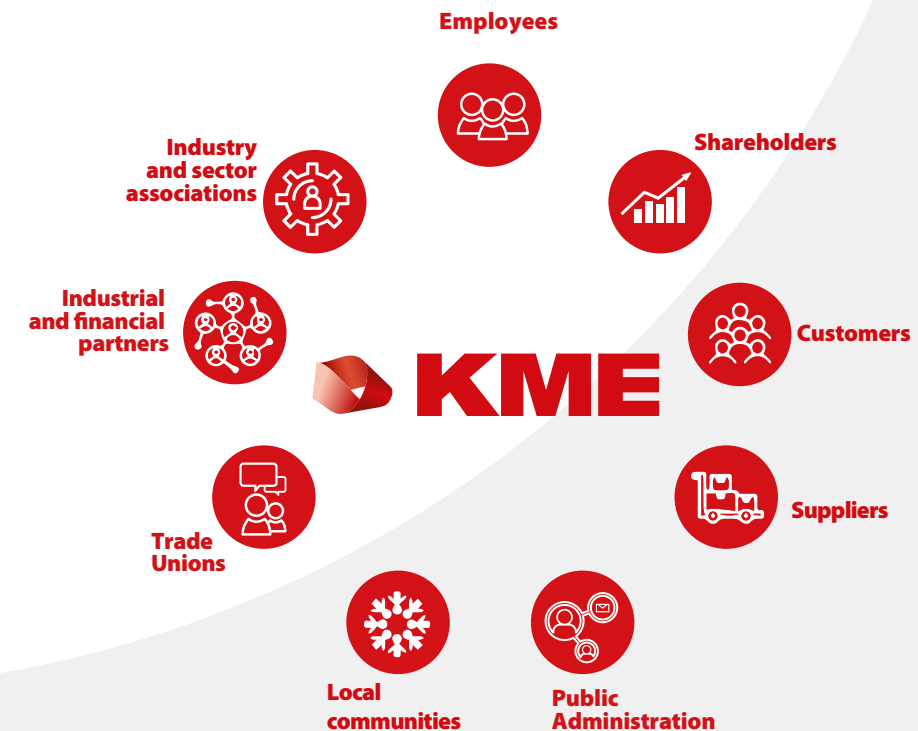 Employees
Shareholders
Industry
and sector
associations
Industrial
and financial
partners
Customers
KME
Suppliers
Trade
Unions
Local
communities
Public
Administration